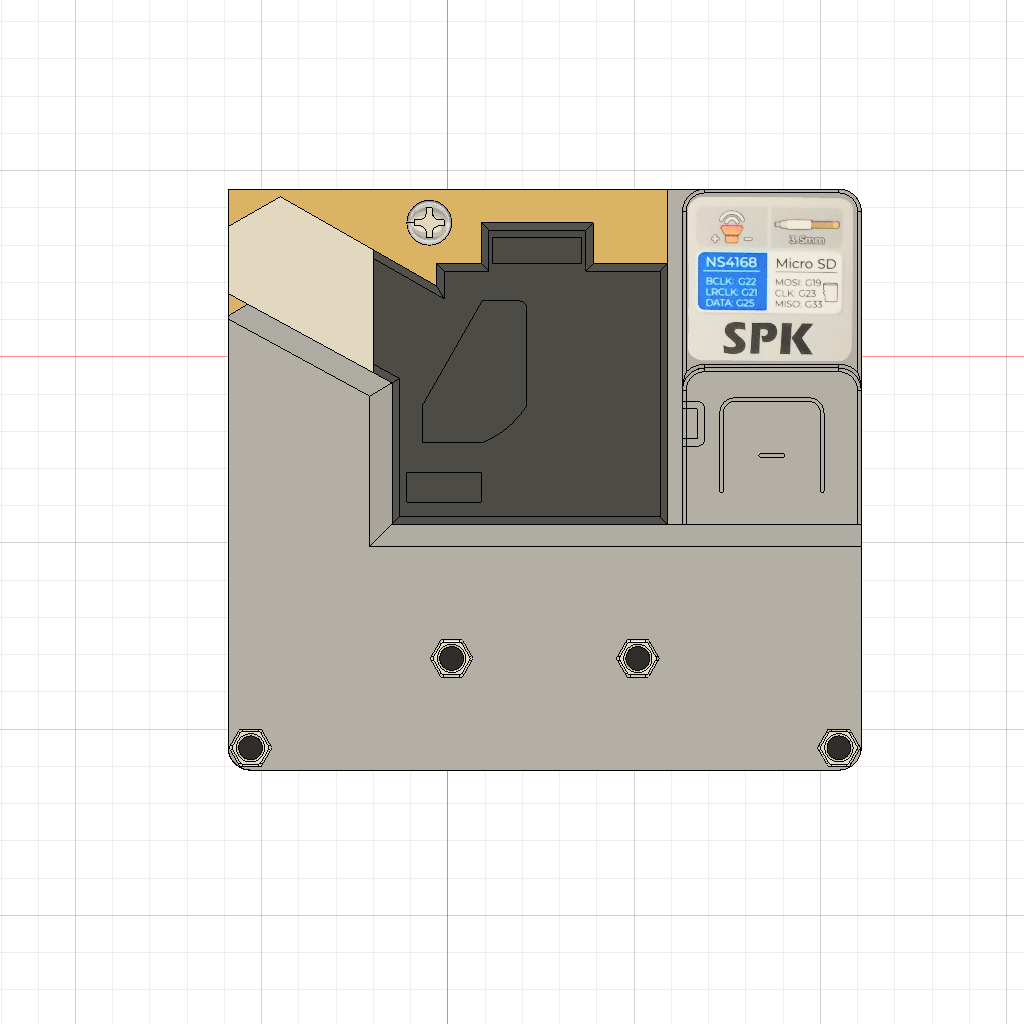 + -
3.5mm
NS4168
BCLK: G22
LRCLK: G21
DATA: G25
Micro SD
MOSI: G19
CLK: G23
MISO: G33
SPK